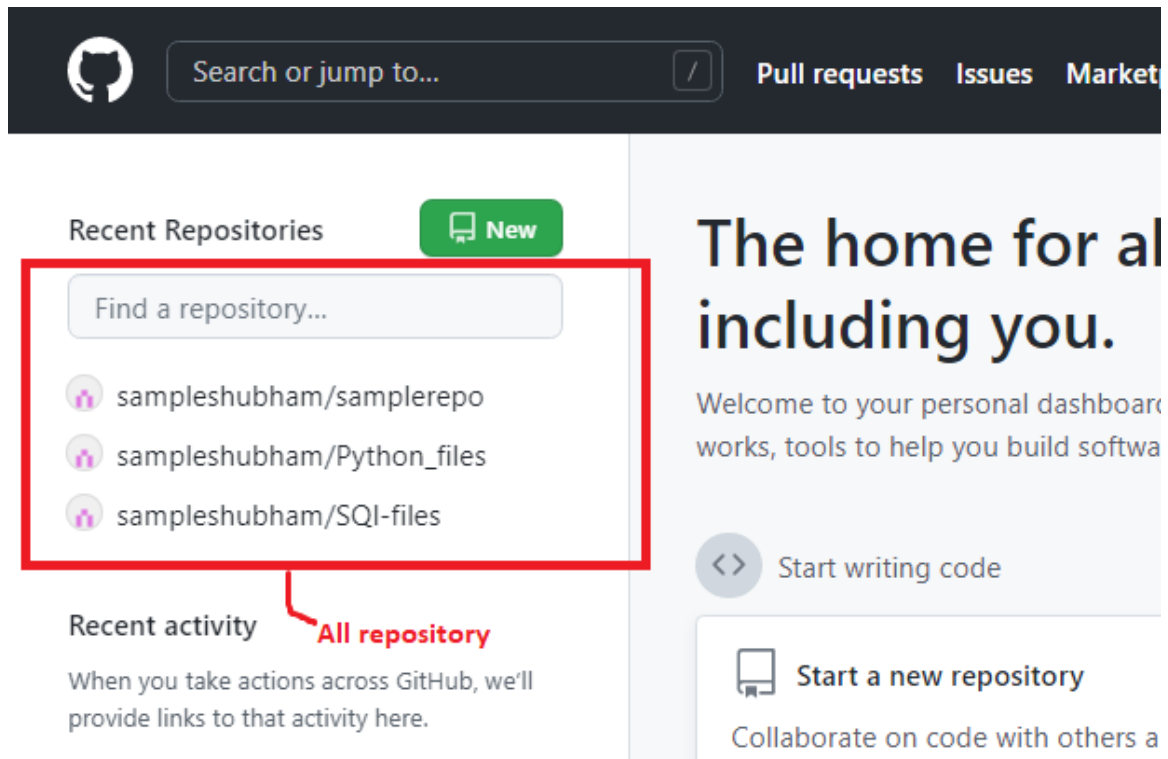 Search or jump to... /
Pull requests Issues
Recent Repositories
New
Find a repository...
sampleshubham/samplerepo
sampleshubham/Python_files
sampleshubham/SQl-files
All repository
Recent activity
When you take actions across GitHub, we'll
provide links to that activity here.
The home for
including you.
Welcome to your personal
works, tools to help you build
<> Start writing code
Start a new repository
Collaborate on code with others